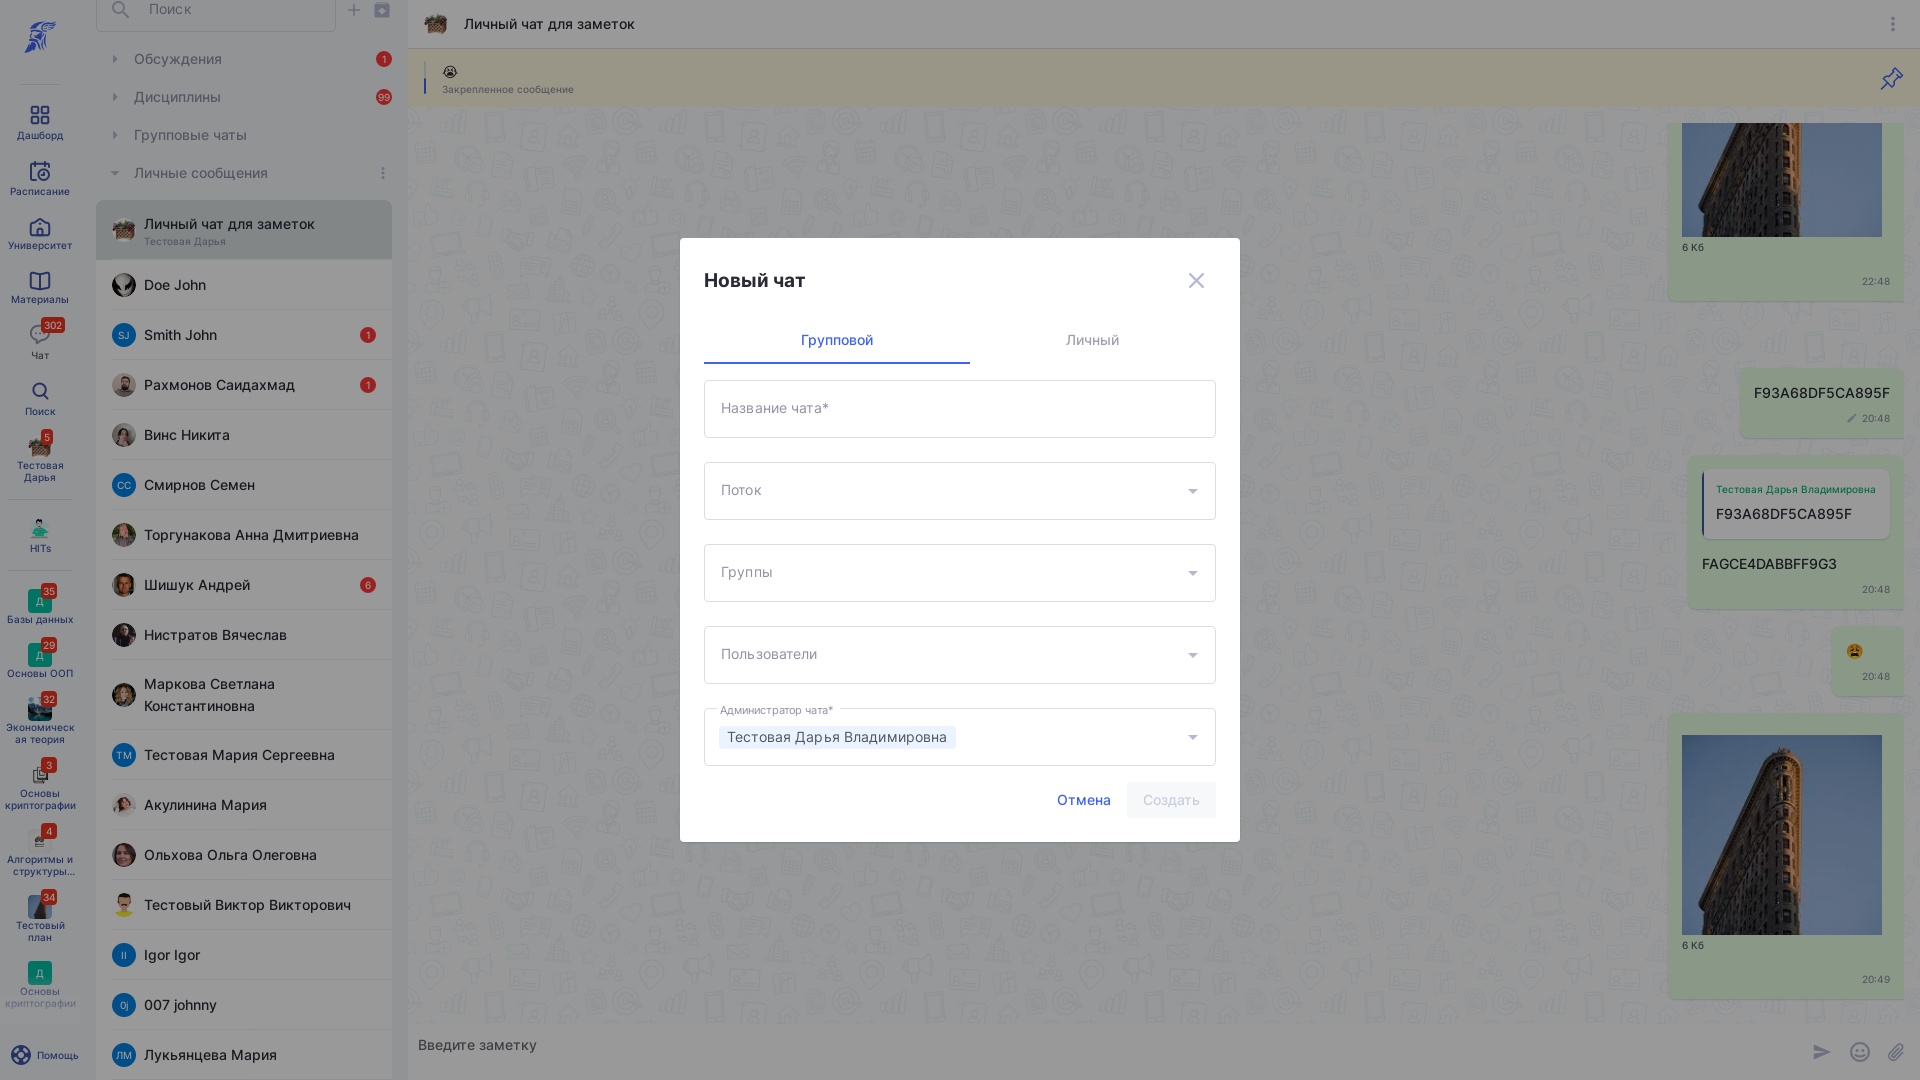 Дашборд
Расписание
Университет
Материалы
302
Чат
Поиск
5
Тестовая
Дарья
HITs
35
Д
Базы данных
29
Д
Основы ООП
32
Экономическ
ая теория
3
Основы
криптографии
4
Алгоритмы и
структуры...
34
Тестовый
план
Д
Основы
криптографии
Помощь
Поиск
Обсуждения
1
Дисциплины
99
Групповые чаты
Личные сообщения
Личный чат для заметок
Тестовая Дарья
Doe John
SJ
Smith John
1
Рахмонов Саидахмад
1
Винс Никита
СС
Смирнов Семен
Торгунакова Анна Дмитриевна
Шишук Андрей
6
Нистратов Вячеслав
Маркова Светлана
Константиновна
ТМ
Тестовая Мария Сергеевна
Акулинина Мария
Ольхова Ольга Олеговна
Тестовый Виктор Викторович
II
Igor Igor
0j
007 johnny
ЛМ
Лукьянцева Мария
Личный чат для заметок
Закрепленное сообщение
6 Кб
22:48
F93A68DF5CA895F
20:48
Тестовая Дарья Владимировна
F93A68DF5CA895F
FAGCE4DABBFF9G3
20:48
20:48
6 Кб
20:49
Введите заметку
Новый чат
Групповой
Личный
Название чата*
Поток
Группы
Пользователи
Администратор чата*
Тестовая Дарья Владимировна
Отмена
Создать